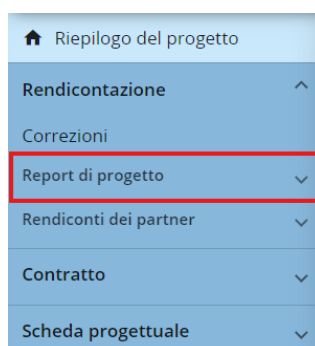 Riepilogo del progetto
Rendicontazione
Correzioni
Report di progetto
Rendiconti dei partner
Contratto
Scheda progettuale